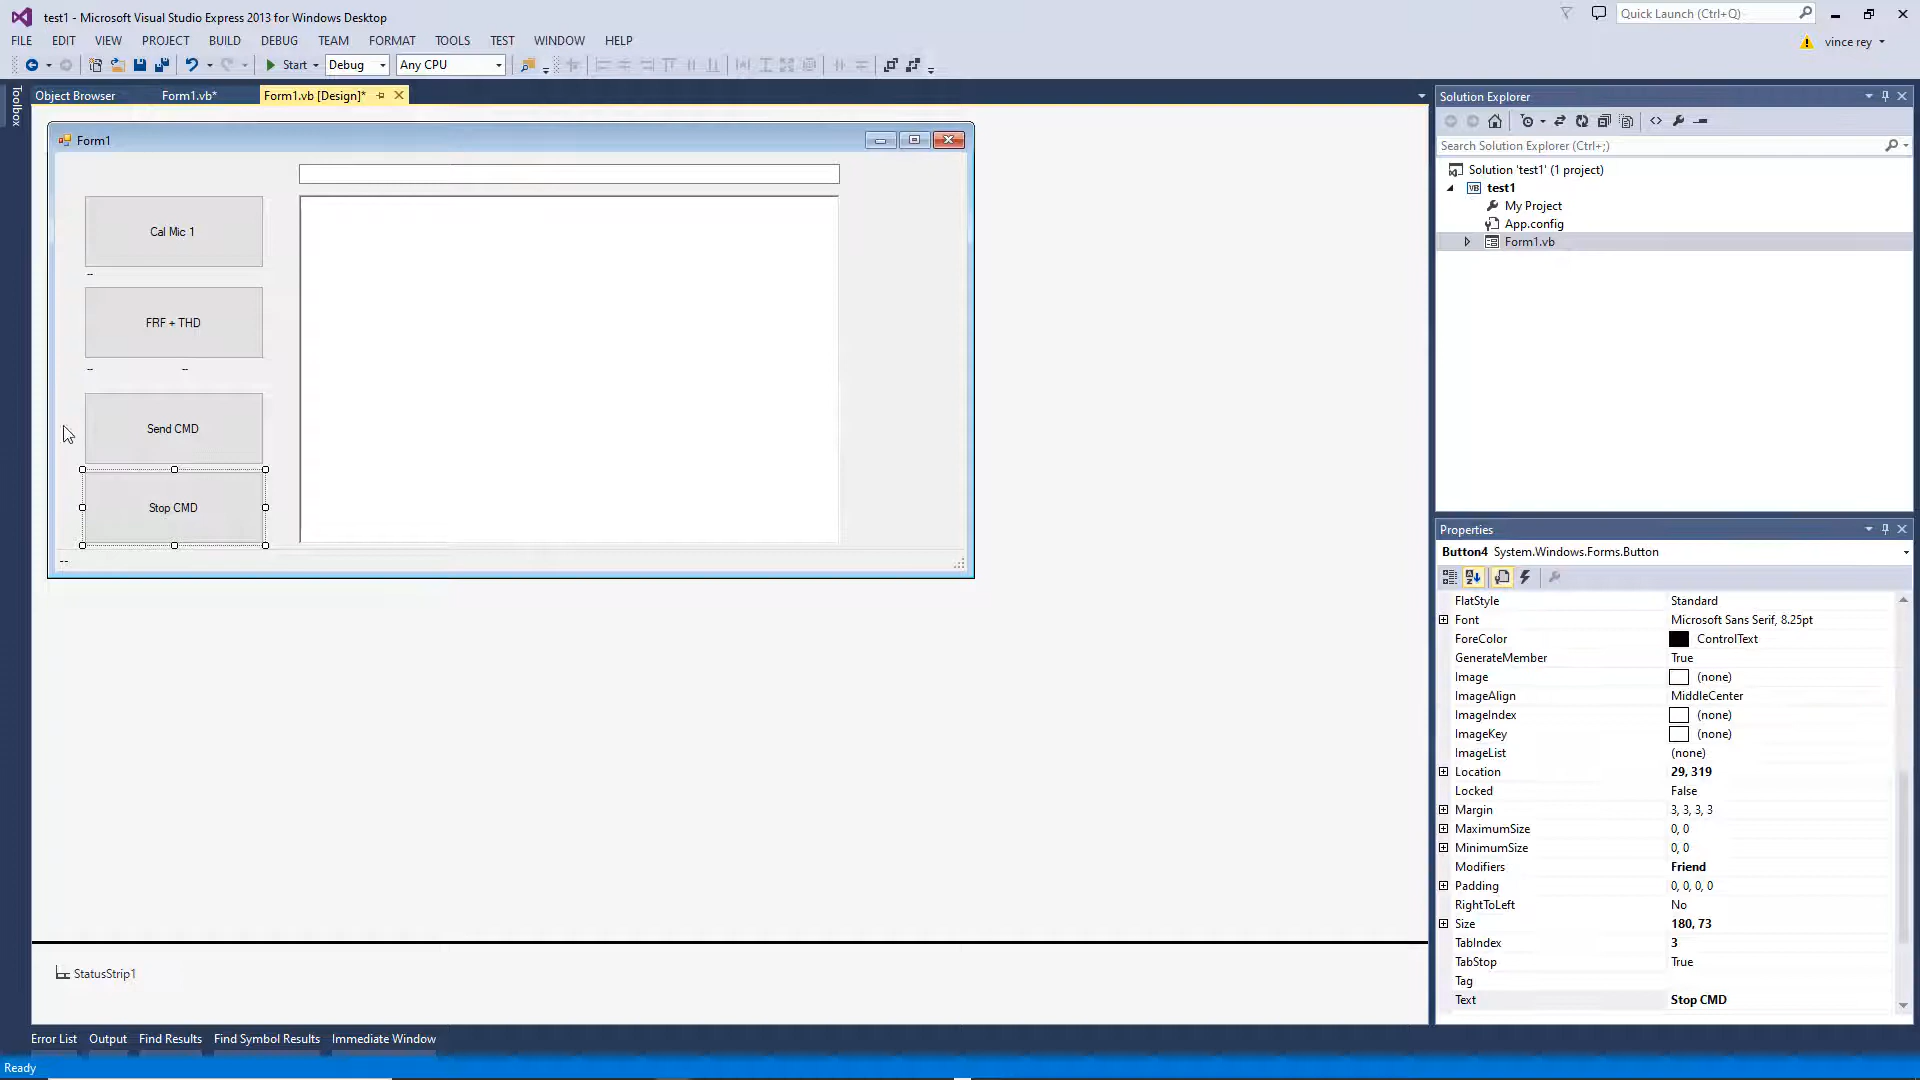 test1 - Microsoft Visual Studio Express 2013 for Windows Desktop
Quick Launch (Ctrl+Q)
FILE EDIT VIEW PROJECT BUILD DEBUG TEAM FORMAT TOOLS TEST WINDOW HELP
vince rey
Start Debug Any CPU
Toolbox
Object Browser Form1.vb* Form1.vb [Design]*
Form1
Cal Mic 1
--
FRF + THD
-- --
Send CMD
Stop CMD
--
StatusStrip1
Solution Explorer
Search Solution Explorer (Ctrl+;)
Solution 'test1' (1 project)
VB test1
My Project
App.config
Form1.vb
Properties
Button4 System.Windows.Forms.Button
FlatStyle Standard
Font Microsoft Sans Serif, 8.25pt
ForeColor ControlText
GenerateMember True
Image (none)
ImageAlign MiddleCenter
ImageIndex (none)
ImageKey (none)
ImageList (none)
Location 29, 319
Locked False
Margin 3, 3, 3, 3
MaximumSize 0, 0
MinimumSize 0, 0
Modifiers Friend
Padding 0, 0, 0, 0
RightToLeft No
Size 180, 73
TabIndex 3
TabStop True
Tag
Text Stop CMD
Error List Output Find Results Find Symbol Results Immediate Window
Ready